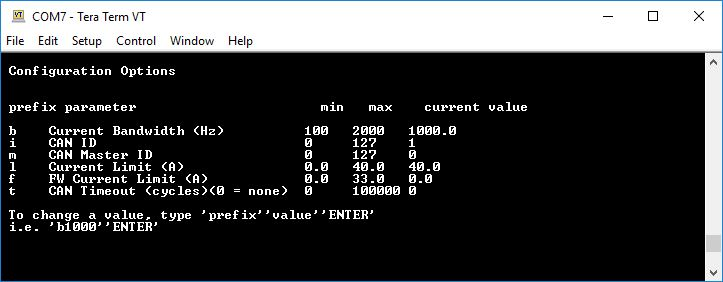 COM7 - Tera Term VT
File Edit Setup Control Window Help
Configuration Options
prefix parameter min max current value
b Current Bandwidth (Hz) 100 2000 1000.0
i CAN ID 0 127 1
m CAN Master ID 0 127 0
l Current Limit (A) 0.0 40.0 40.0
f FW Current Limit (A) 0.0 33.0 0.0
t CAN Timeout (cycles)(0 = none) 0 100000 0
To change a value, type 'prefix''value''ENTER'
i.e. 'b1000''ENTER'